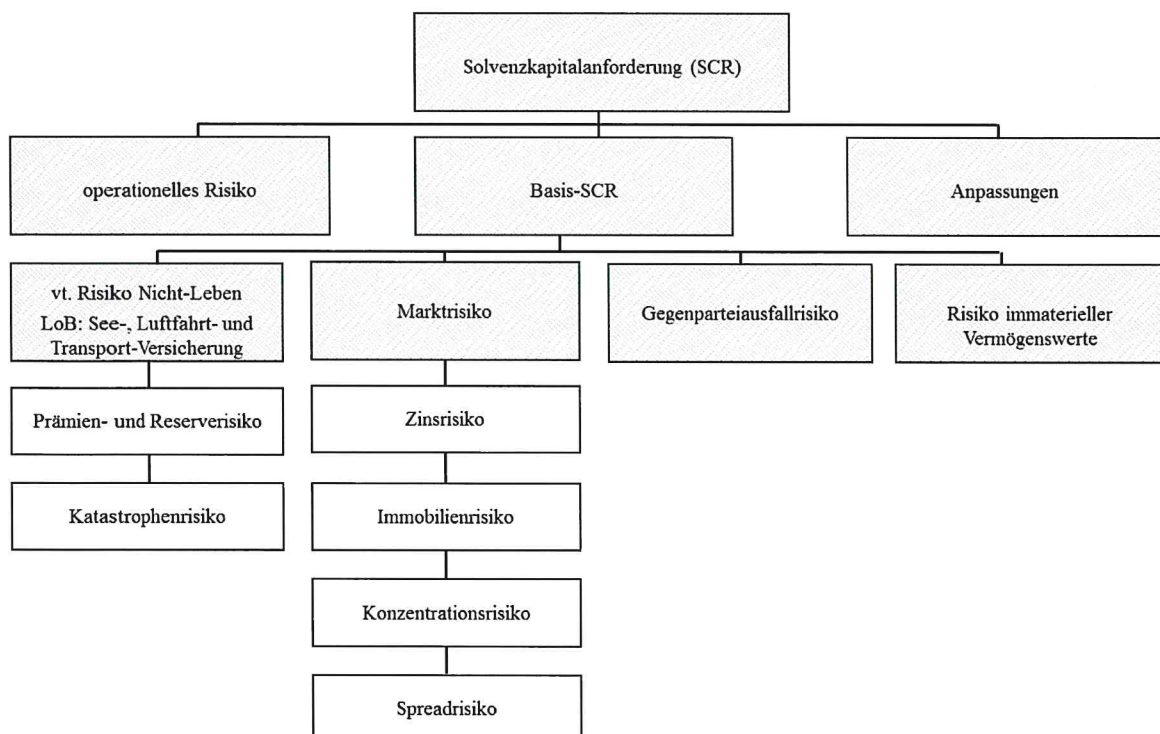 Solvenzkapitalanforderung (SCR)
operationelles Risiko
Basis-SCR
Anpassungen
vt. Risiko Nicht-Leben
LoB: See-, Luftfahrt- und
Transport-Versicherung
Marktrisiko
Gegenparteiausfallrisiko
Risiko immaterieller
Vermögenswerte
Prämien- und Reserverisiko
Zinsrisiko
Katastrophenrisiko
Immobilienrisiko
Konzentrationsrisiko
Spreadrisiko